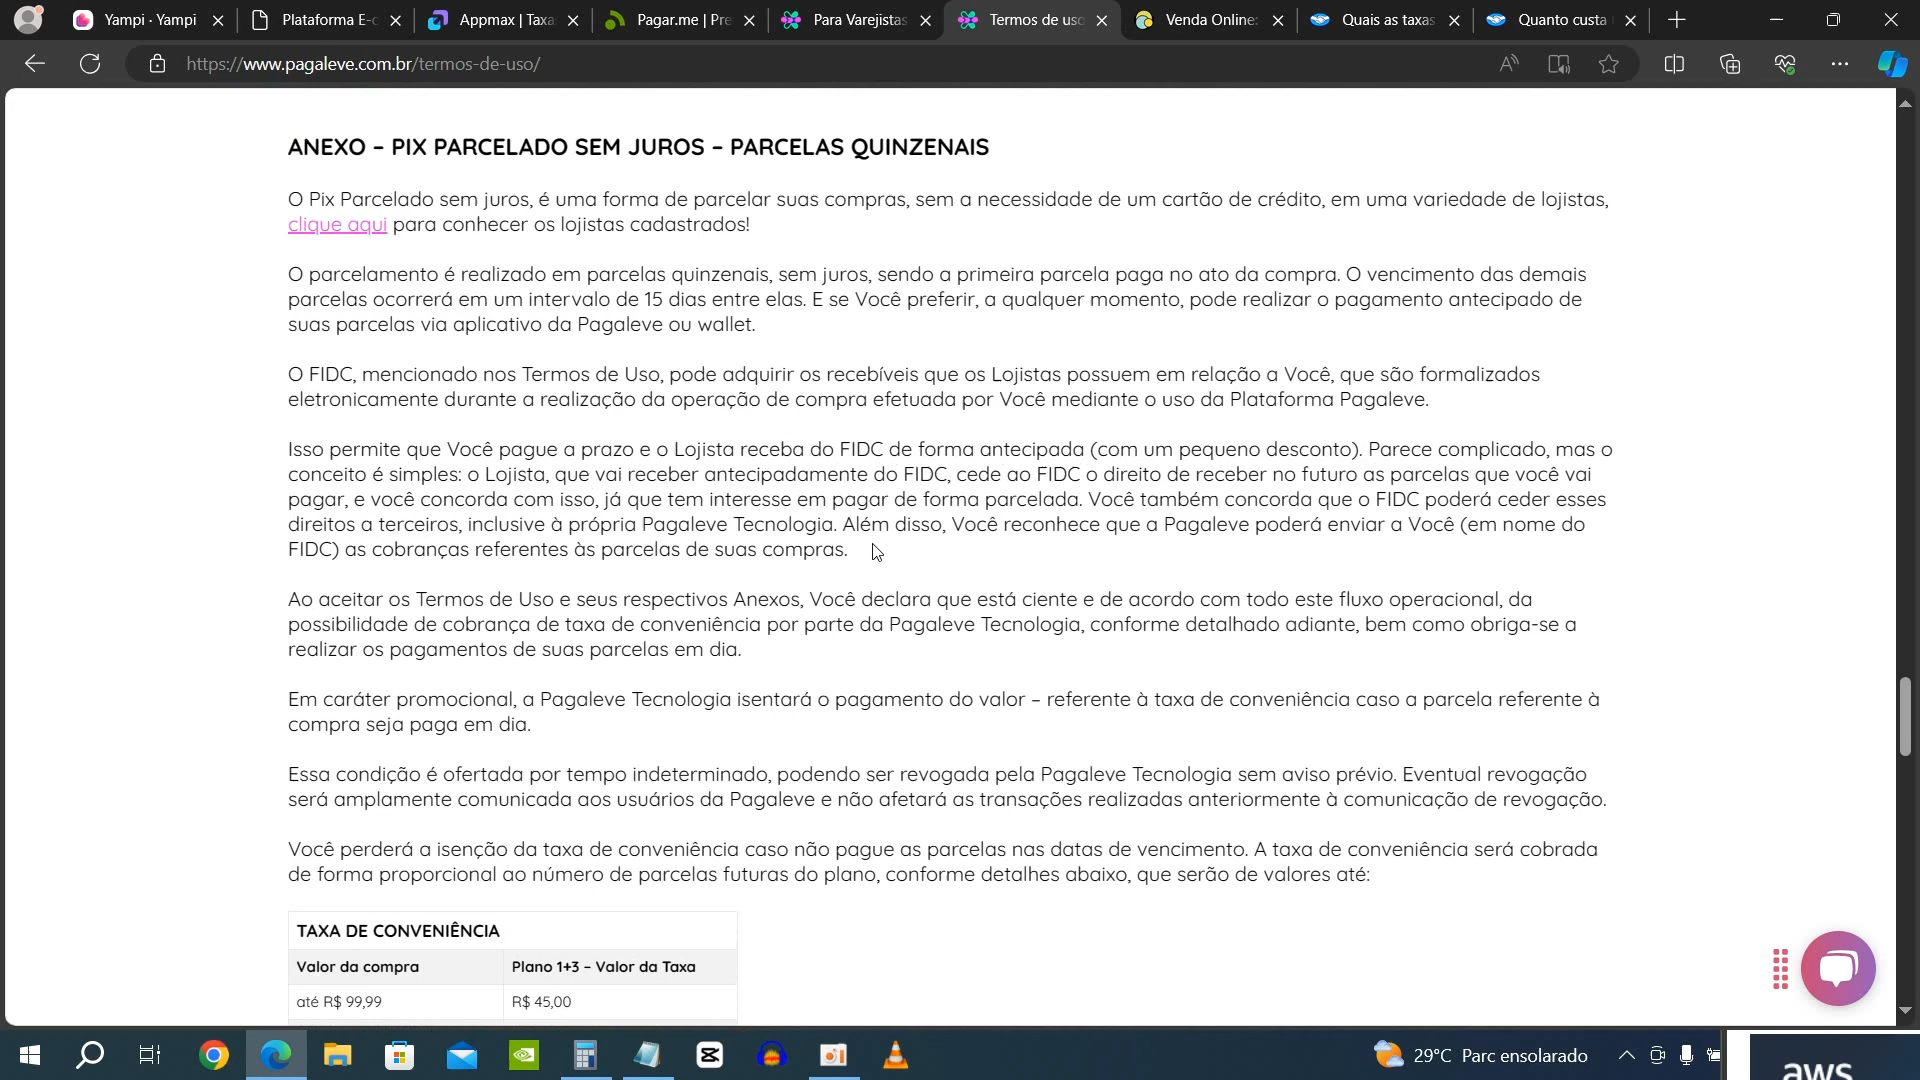 Yampi · Yampi
Plataforma E-c
Appmax | Taxa
Pagar.me | Pre
Para Varejistas
Termos de uso
Venda Online:
Quais as taxas
Quanto custa
https://www.pagaleve.com.br/termos-de-uso/
ANEXO – PIX PARCELADO SEM JUROS – PARCELAS QUINZENAIS
O Pix Parcelado sem juros, é uma forma de parcelar suas compras, sem a necessidade de um cartão de crédito, em uma variedade de lojistas,
clique aqui para conhecer os lojistas cadastrados!
O parcelamento é realizado em parcelas quinzenais, sem juros, sendo a primeira parcela paga no ato da compra. O vencimento das demais
parcelas ocorrerá em um intervalo de 15 dias entre elas. E se Você preferir, a qualquer momento, pode realizar o pagamento antecipado de
suas parcelas via aplicativo da Pagaleve ou wallet.
O FIDC, mencionado nos Termos de Uso, pode adquirir os recebíveis que os Lojistas possuem em relação a Você, que são formalizados
eletronicamente durante a realização da operação de compra efetuada por Você mediante o uso da Plataforma Pagaleve.
Isso permite que Você pague a prazo e o Lojista receba do FIDC de forma antecipada (com um pequeno desconto). Parece complicado, mas o
conceito é simples: o Lojista, que vai receber antecipadamente do FIDC, cede ao FIDC o direito de receber no futuro as parcelas que você vai
pagar, e você concorda com isso, já que tem interesse em pagar de forma parcelada. Você também concorda que o FIDC poderá ceder esses
direitos a terceiros, inclusive à própria Pagaleve Tecnologia. Além disso, Você reconhece que a Pagaleve poderá enviar a Você (em nome do
FIDC) as cobranças referentes às parcelas de suas compras.
Ao aceitar os Termos de Uso e seus respectivos Anexos, Você declara que está ciente e de acordo com todo este fluxo operacional, da
possibilidade de cobrança de taxa de conveniência por parte da Pagaleve Tecnologia, conforme detalhado adiante, bem como obriga-se a
realizar os pagamentos de suas parcelas em dia.
Em caráter promocional, a Pagaleve Tecnologia isentará o pagamento do valor – referente à taxa de conveniência caso a parcela referente à
compra seja paga em dia.
Essa condição é ofertada por tempo indeterminado, podendo ser revogada pela Pagaleve Tecnologia sem aviso prévio. Eventual revogação
será amplamente comunicada aos usuários da Pagaleve e não afetará as transações realizadas anteriormente à comunicação de revogação.
Você perderá a isenção da taxa de conveniência caso não pague as parcelas nas datas de vencimento. A taxa de conveniência será cobrada
de forma proporcional ao número de parcelas futuras do plano, conforme detalhes abaixo, que serão de valores até:
TAXA DE CONVENIÊNCIA
Valor da compra
Plano 1+3 – Valor da Taxa
até R$ 99,99
R$ 45,00
29°C Parc ensolarado
aws